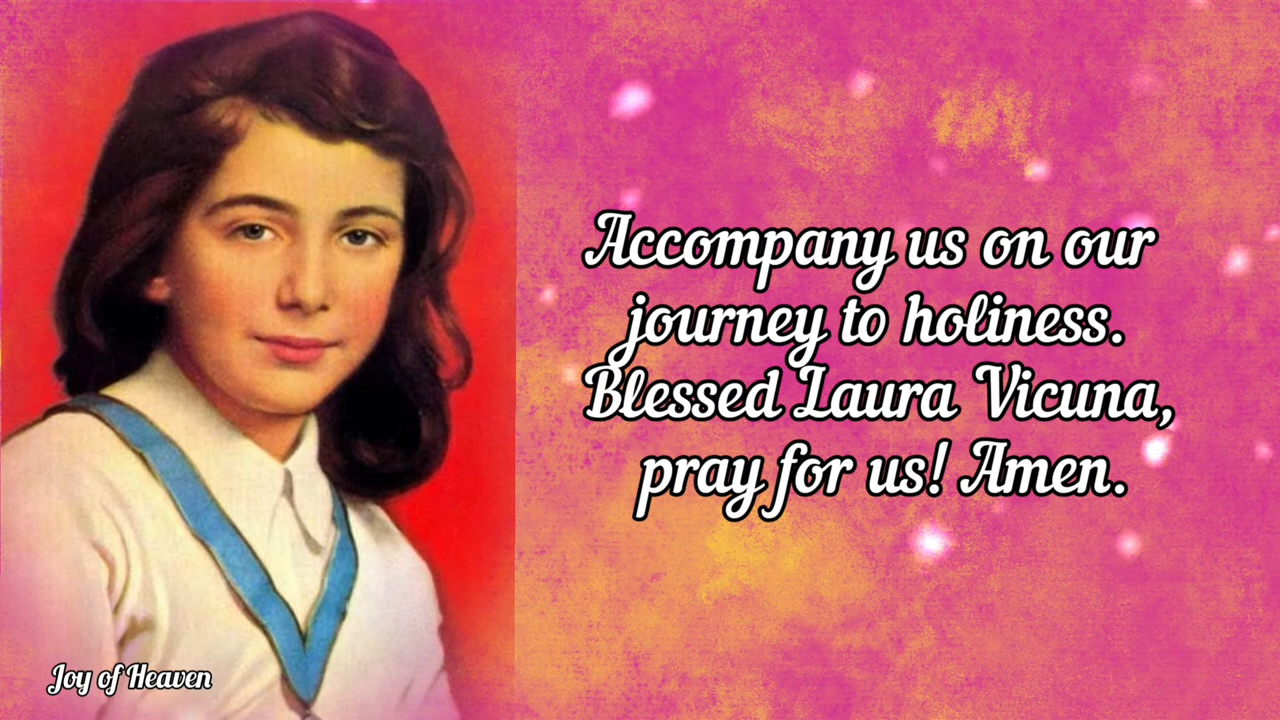 Accompany us on our
journey to holiness.
Blessed Laura Vicuna,
pray for us! Amen.
Joy of Heaven